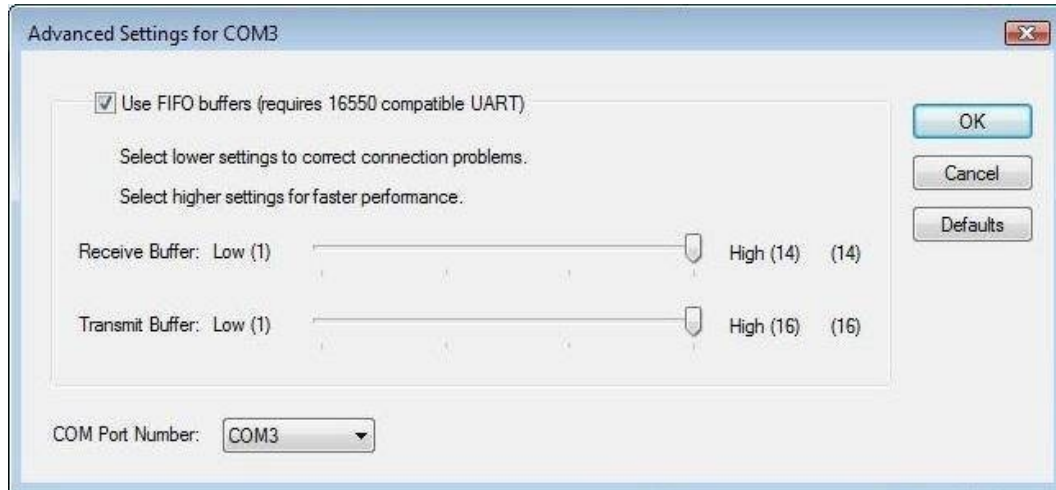 Advanced Settings for COM3
Use FIFO buffers (requires 16550 compatible UART)
OK
Select lower settings to correct connection problems.
Cancel
Select higher settings for faster performance.
Defaults
Receive Buffer: Low (1) High (14) (14)
Transmit Buffer: Low (1) High (16) (16)
COM Port Number: COM3